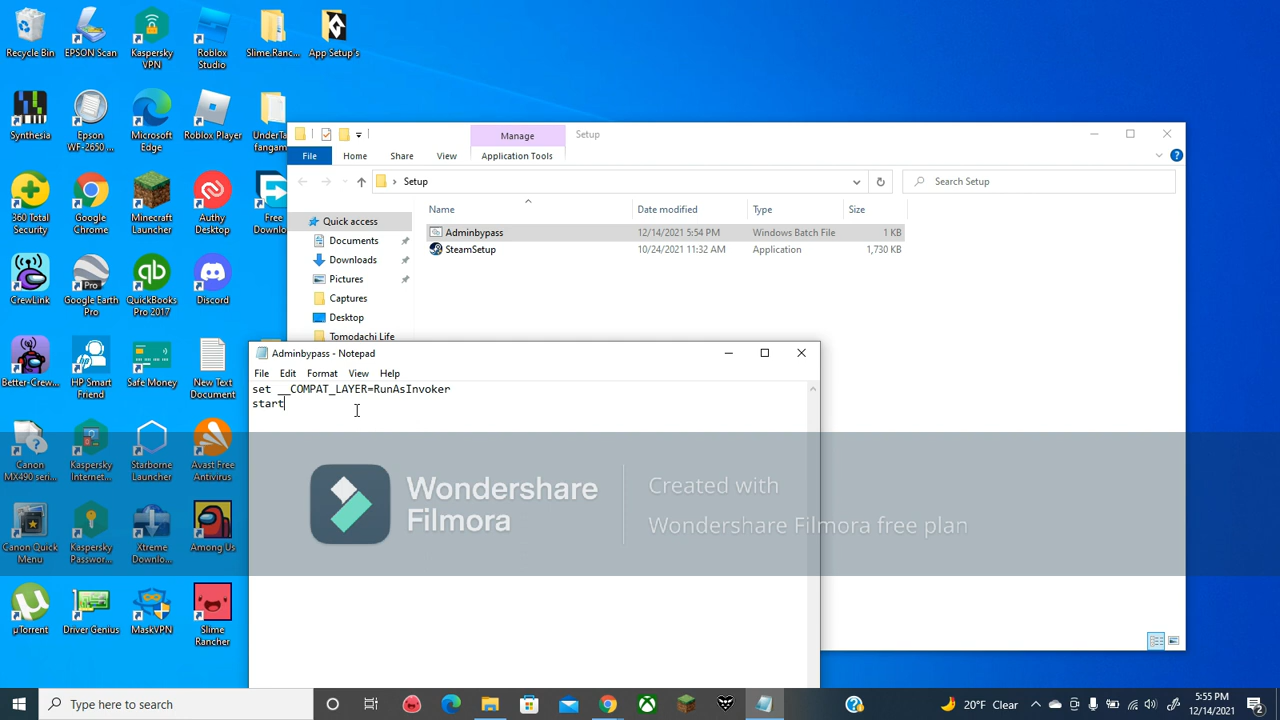 Recycle Bin
EPSON Scan
Kaspersky VPN
Roblox Studio
Slime.Ranc...
App Setup's
Synthesia
Epson WF-2650 ...
Microsoft Edge
Roblox Player
UnderTa
fangam
360 Total Security
Google Chrome
Minecraft Launcher
Authy Desktop
Free
Downlo
CrewLink
Google Earth Pro
QuickBooks Pro 2017
Discord
Better-Crew...
HP Smart Friend
Safe Money
New Text Document
Canon MX490 seri...
Kaspersky Internet...
Starborne Launcher
Avast Free Antivirus
Canon Quick Menu
Kaspersky Passwor...
Xtreme Downlo...
Among Us
µTorrent
Driver Genius
MaskVPN
Slime Rancher
Manage
Setup
File
Home
Share
View
Application Tools
Setup
Search Setup
Name
Date modified
Type
Size
Quick access
Documents
Downloads
Pictures
Captures
Desktop
Tomodachi Life
Adminbypass 12/14/2021 5:54 PM Windows Batch File 1 KB
SteamSetup 10/24/2021 11:32 AM Application 1,730 KB
Adminbypass - Notepad
File Edit Format View Help
set __COMPAT_LAYER=RunAsInvoker
start
Wondershare
Filmora
Created with
Wondershare Filmora free plan
Type here to search
20°F Clear
5:55 PM
12/14/2021
2